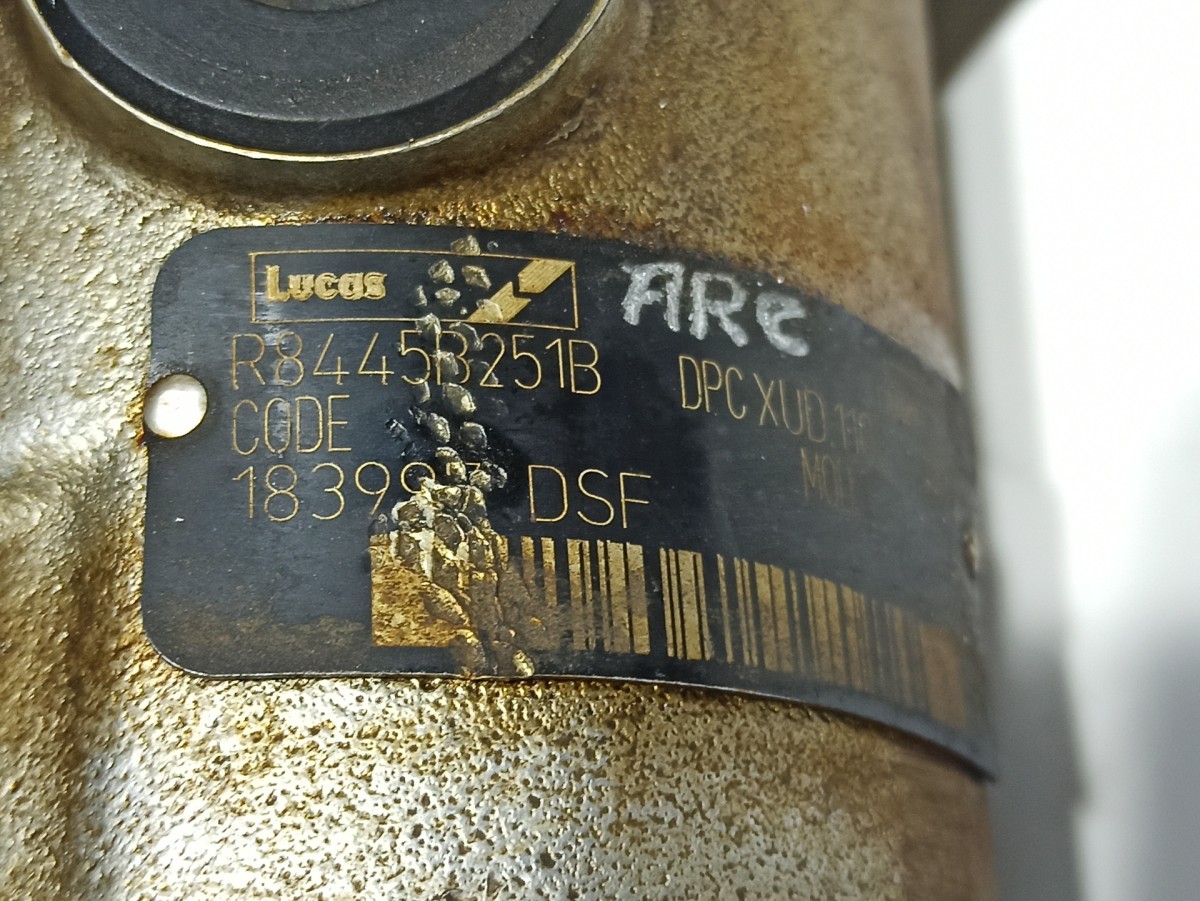 Lucas
ARC
R8445B251B
DPC XUD.
CODE
DSF